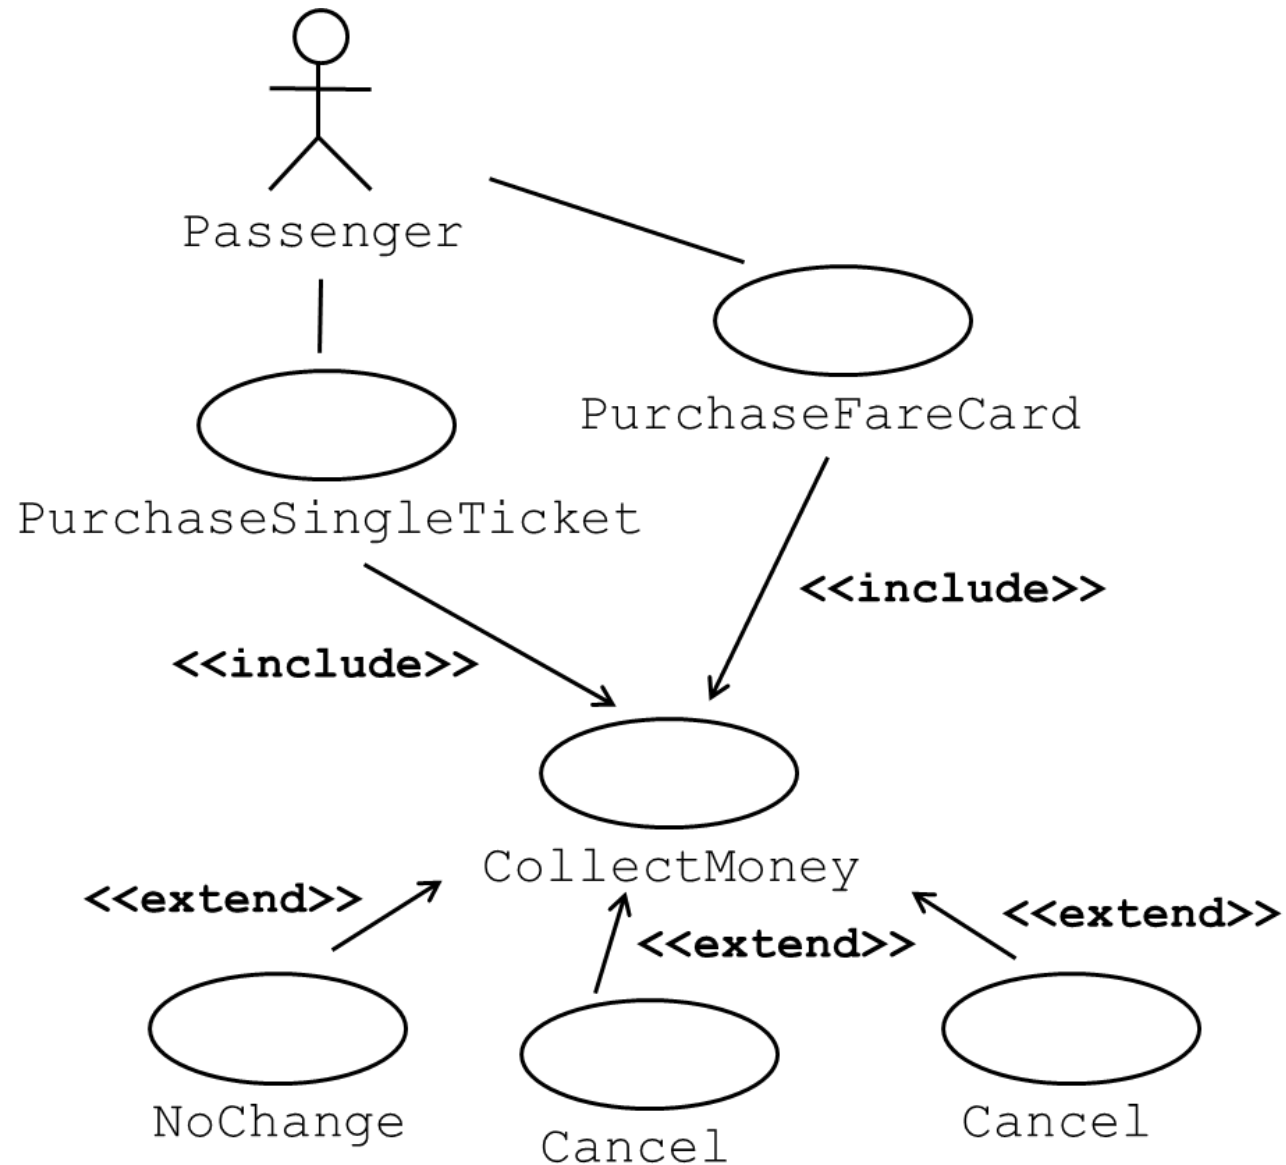 Passenger
PurchaseFareCard
PurchaseSingleTicket
<<include>>
<<include>>
CollectMoney
<<extend>>
<<extend>>
<<extend>>
NoChange
Cancel
Cancel